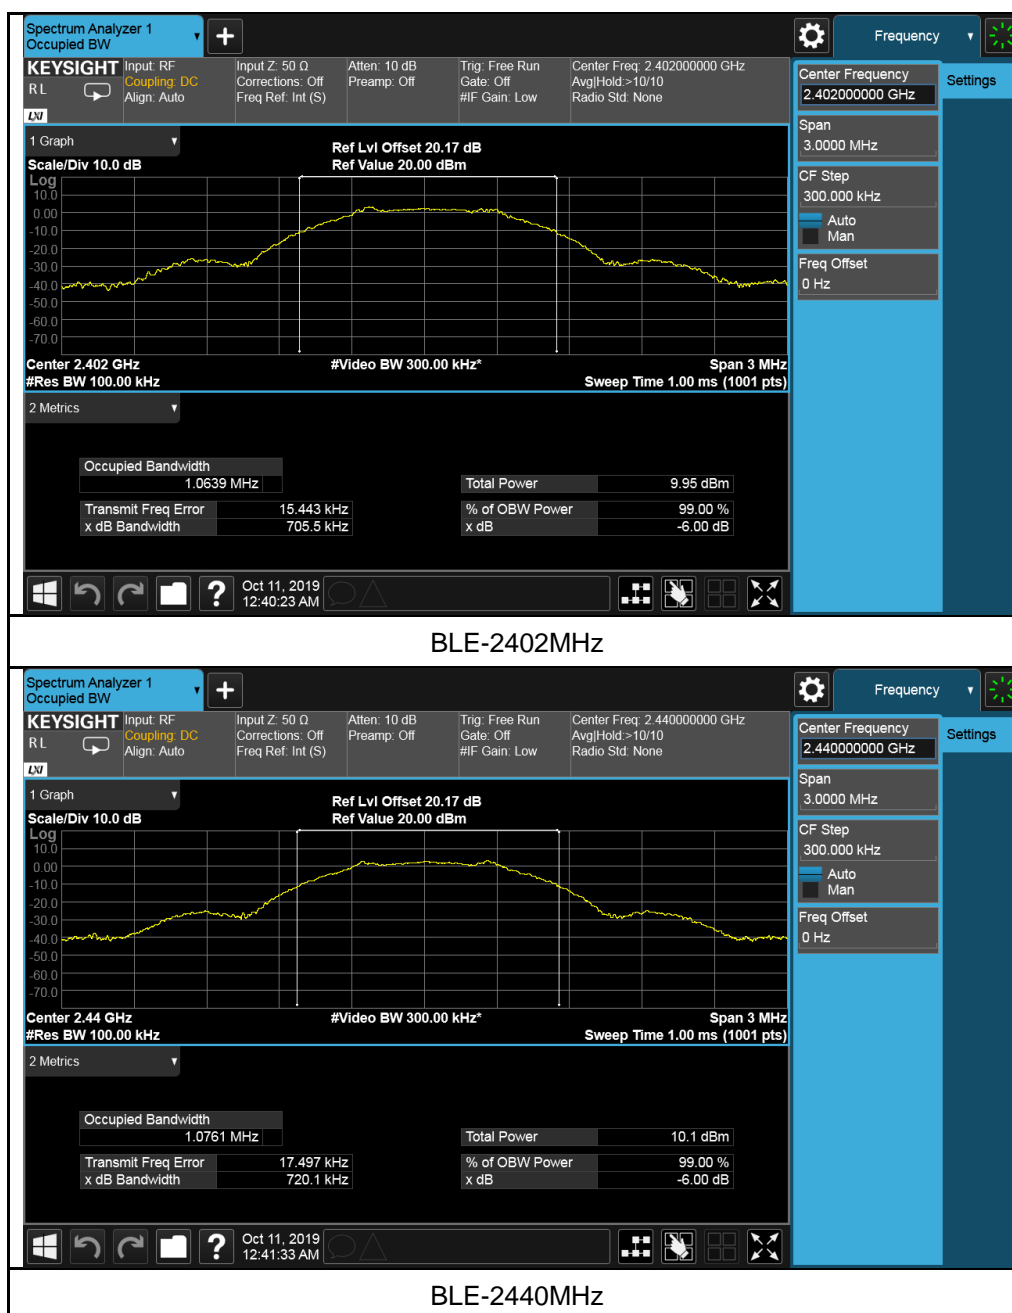 Spectrum Analyzer 1
Occupied BW
Frequency
KEYSIGHT
RL
LXI
Input: RF
Coupling: DC
Align: Auto
Input Z: 50 Ω
Corrections: Off
Freq Ref: Int (S)
Atten: 10 dB
Preamp: Off
Trig: Free Run
Gate: Off
#IF Gain: Low
Center Freq: 2.402000000 GHz
Avg|Hold:>10/10
Radio Std: None
Center Frequency
2.402000000 GHz
Settings
Span
3.0000 MHz
CF Step
300.000 kHz
Auto
Man
Freq Offset
0 Hz
1 Graph
Scale/Div 10.0 dB
Ref Lvl Offset 20.17 dB
Ref Value 20.00 dBm
Log
10.0
0.00
-10.0
-20.0
-30.0
-40.0
-50.0
-60.0
-70.0
Center 2.402 GHz
#Res BW 100.00 kHz
#Video BW 300.00 kHz*
Span 3 MHz
Sweep Time 1.00 ms (1001 pts)
2 Metrics
Occupied Bandwidth
1.0639 MHz
Total Power 9.95 dBm
Transmit Freq Error 15.443 kHz
% of OBW Power 99.00 %
x dB Bandwidth 705.5 kHz
x dB -6.00 dB
Oct 11, 2019
12:40:23 AM
BLE-2402MHz
Spectrum Analyzer 1
Occupied BW
Frequency
KEYSIGHT
RL
LXI
Input: RF
Coupling: DC
Align: Auto
Input Z: 50 Ω
Corrections: Off
Freq Ref: Int (S)
Atten: 10 dB
Preamp: Off
Trig: Free Run
Gate: Off
#IF Gain: Low
Center Freq: 2.440000000 GHz
Avg|Hold:>10/10
Radio Std: None
Center Frequency
2.440000000 GHz
Settings
Span
3.0000 MHz
CF Step
300.000 kHz
Auto
Man
Freq Offset
0 Hz
1 Graph
Scale/Div 10.0 dB
Ref Lvl Offset 20.17 dB
Ref Value 20.00 dBm
Log
10.0
0.00
-10.0
-20.0
-30.0
-40.0
-50.0
-60.0
-70.0
Center 2.44 GHz
#Res BW 100.00 kHz
#Video BW 300.00 kHz*
Span 3 MHz
Sweep Time 1.00 ms (1001 pts)
2 Metrics
Occupied Bandwidth
1.0761 MHz
Total Power 10.1 dBm
Transmit Freq Error 17.497 kHz
% of OBW Power 99.00 %
x dB Bandwidth 720.1 kHz
x dB -6.00 dB
Oct 11, 2019
12:41:33 AM
BLE-2440MHz